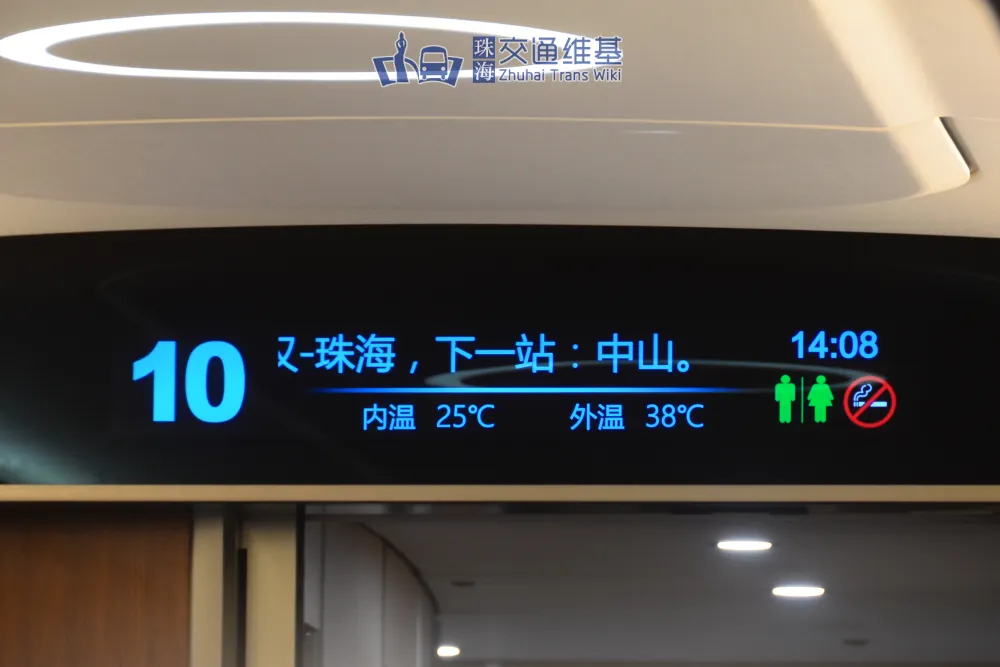 珠海 交通维基
Zhuhai Trans Wiki
10
-珠海，下一站：中山。
14:08
内温 25℃ 外温 38℃